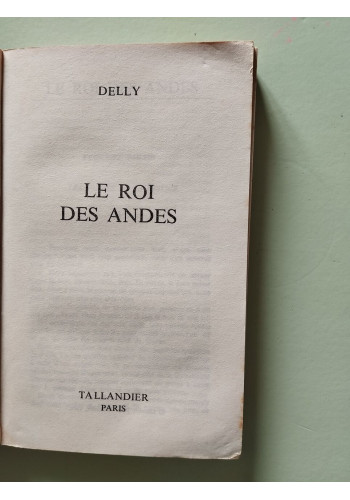 DELLY
LE ROI
DES ANDES
TALLANDIER
PARIS